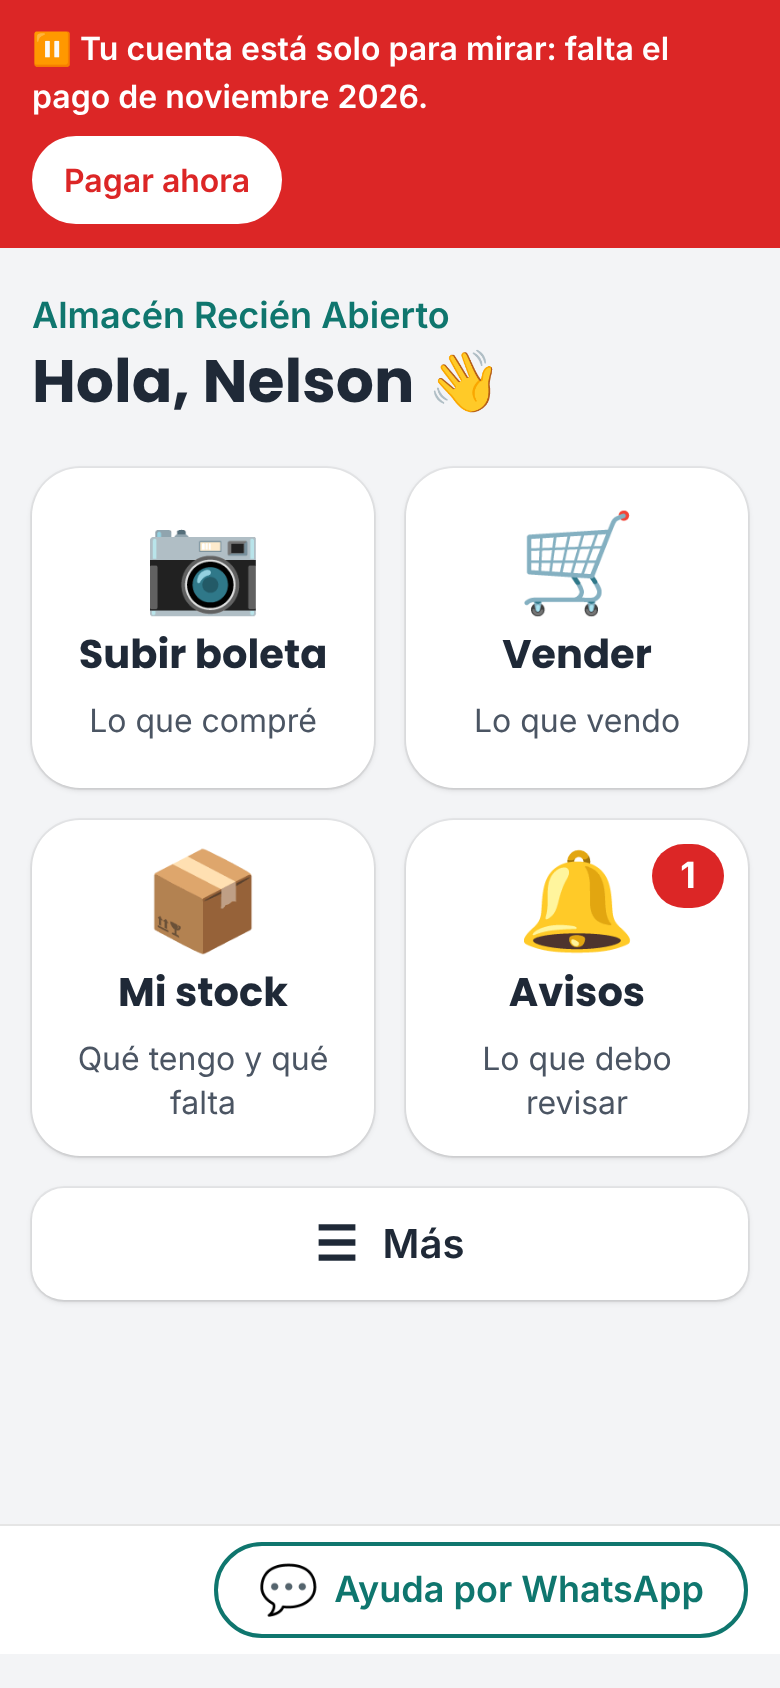 ⏸️ Tu cuenta está solo para mirar: falta el
pago de noviembre 2026.
Pagar ahora
Almacén Recién Abierto
Hola, Nelson 👋
Subir boleta
Lo que compré
Vender
Lo que vendo
Mi stock
Qué tengo y qué
falta
1
Avisos
Lo que debo
revisar
☰ Más
💬 Ayuda por WhatsApp